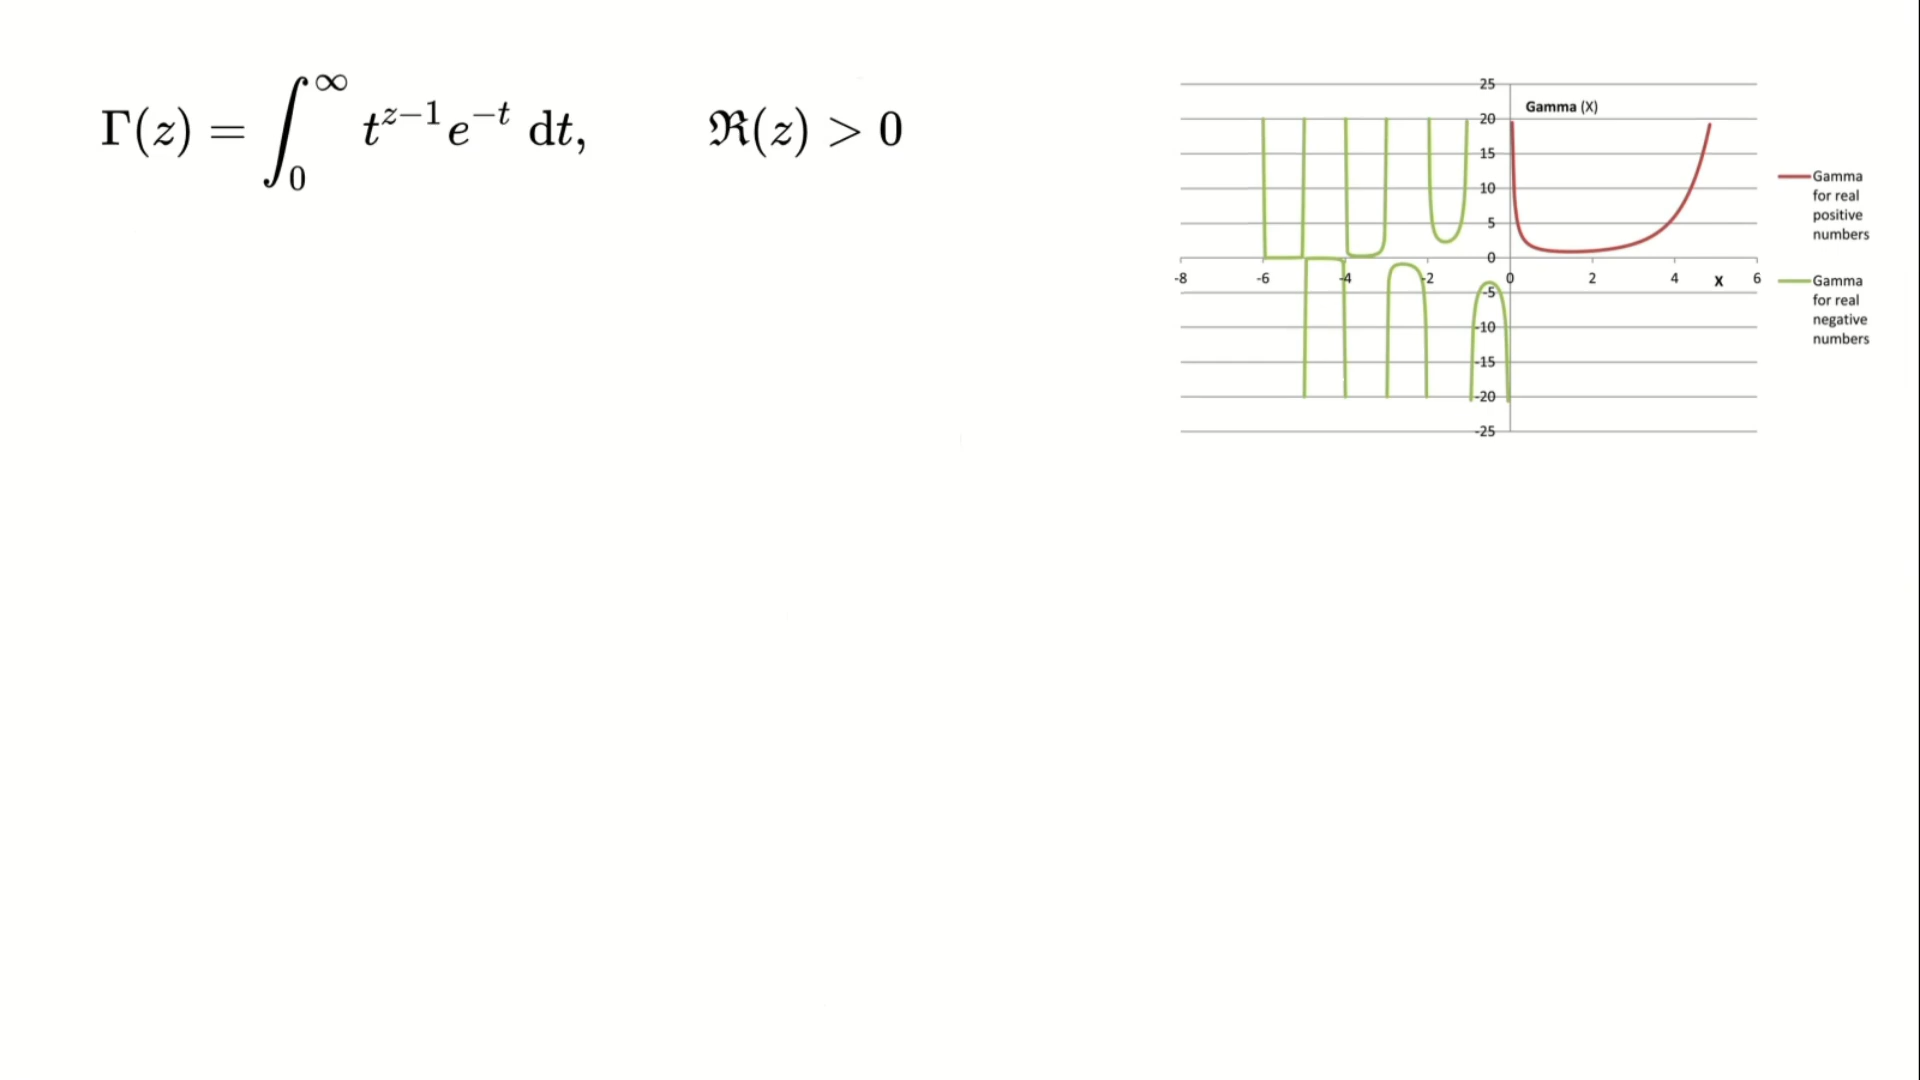 Γ(z) = ∫₀^∞ t^{z−1} e^{−t} dt, ℜ(z) > 0
25
Gamma (X)
20
15
10
5
0
-8 -6 -4 -2 0 2 4 X 6
-5
-10
-15
-20
-25
Gamma
for real
positive
numbers
Gamma
for real
negative
numbers